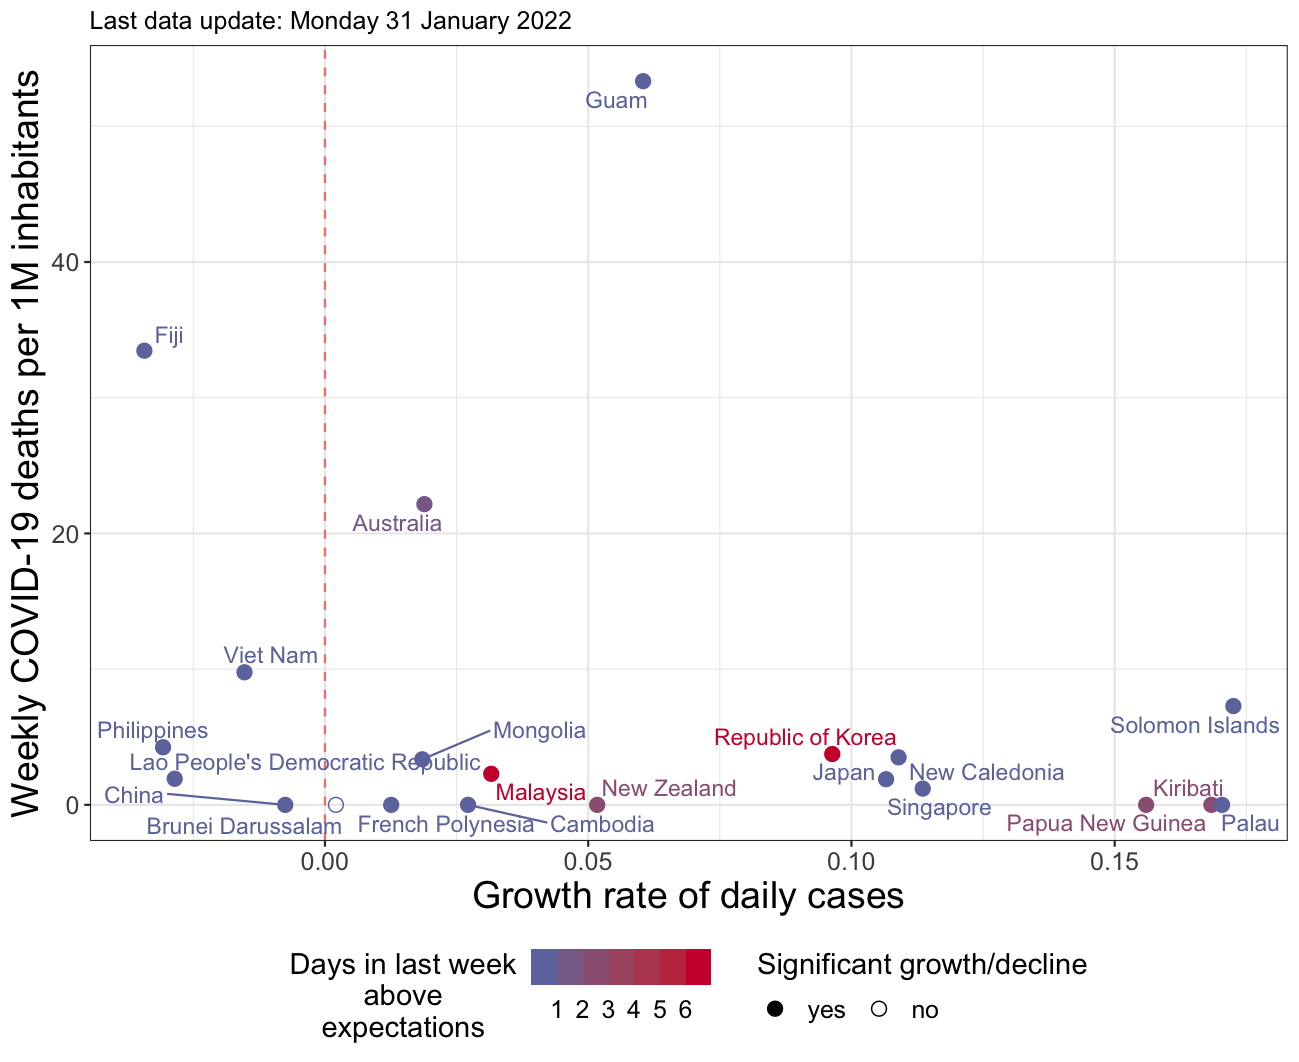 Last data update: Monday 31 January 2022
Weekly COVID-19 deaths per 1M inhabitants
40
20
0
Guam
Fiji
Australia
Viet Nam
Philippines
Mongolia
Lao People's Democratic Republic
China
Malaysia
New Zealand
Brunei Darussalam
French Polynesia
Cambodia
Republic of Korea
Japan
New Caledonia
Singapore
Solomon Islands
Kiribati
Papua New Guinea
Palau
0.00
0.05
0.10
0.15
Growth rate of daily cases
Days in last week
above
expectations
1 2 3 4 5 6
Significant growth/decline
yes
no